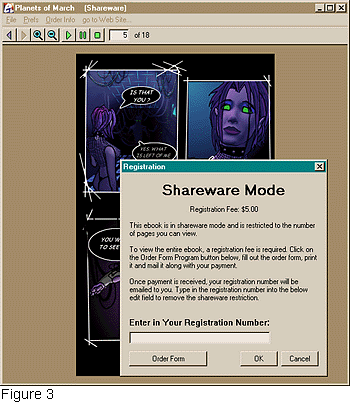 Planets of March (Shareware)
File Prefs Order Info go to Web Site...
5 of 18
IS THAT
YOU?
YES. WHAT
IS LEFT OF ME
YOU W
TO SEE
Registration
Shareware Mode
Registration Fee: $5.00
This ebook is in shareware mode and is restricted to the
number of pages you can view.
To view the entire ebook, a registration fee is required. Click on
the Order Form Program button below, fill out the order form, print
it and mail it along with your payment.
Once payment is received, your registration number will be
emailed to you. Type in the registration number into the below
edit field to remove the shareware restriction.
Enter in Your Registration Number:
Order Form OK Cancel
Figure 3